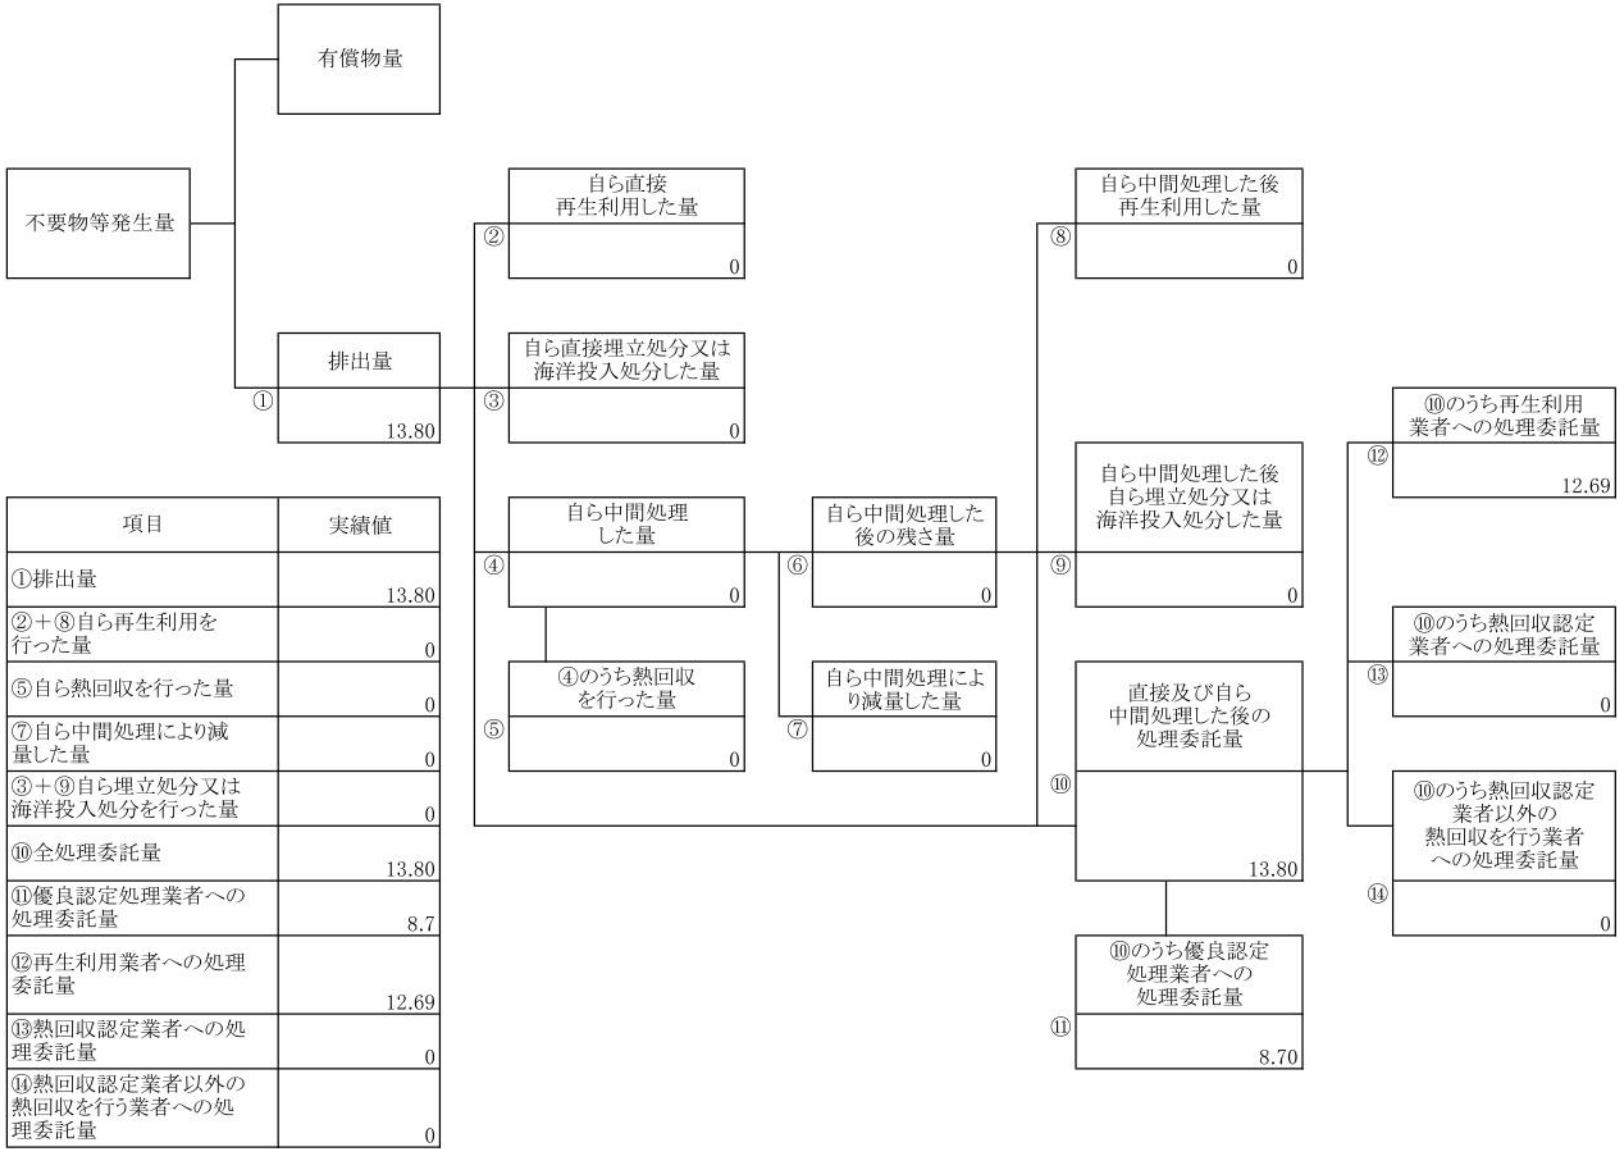 有償物量
不要物等発生量
排出量
①
13.80
自ら直接
再生利用した量
②
0
自ら直接埋立処分又は
海洋投入処分した量
③
0
自ら中間処理
した量
④
0
④のうち熱回収
を行った量
⑤
0
自ら中間処理した
後の残さ量
⑥
0
自ら中間処理によ
り減量した量
⑦
0
自ら中間処理した後
再生利用した量
⑧
0
自ら中間処理した後
自ら埋立処分又は
海洋投入処分した量
⑨
0
直接及び自ら
中間処理した後の
処理委託量
⑩
13.80
⑩のうち優良認定
処理業者への
処理委託量
⑪
8.70
⑩のうち再生利用
業者への処理委託量
⑫
12.69
⑩のうち熱回収認定
業者への処理委託量
⑬
0
⑩のうち熱回収認定
業者以外の
熱回収を行う業者
への処理委託量
⑭
0
項目 実績値
①排出量
13.80
②＋⑧自ら再生利用を
行った量
0
⑤自ら熱回収を行った量
0
⑦自ら中間処理により減
量した量
0
③＋⑨自ら埋立処分又は
海洋投入処分を行った量
0
⑩全処理委託量
13.80
⑪優良認定処理業者への
処理委託量
8.7
⑫再生利用業者への処理
委託量
12.69
⑬熱回収認定業者への処
理委託量
0
⑭熱回収認定業者以外の
熱回収を行う業者への処
理委託量
0